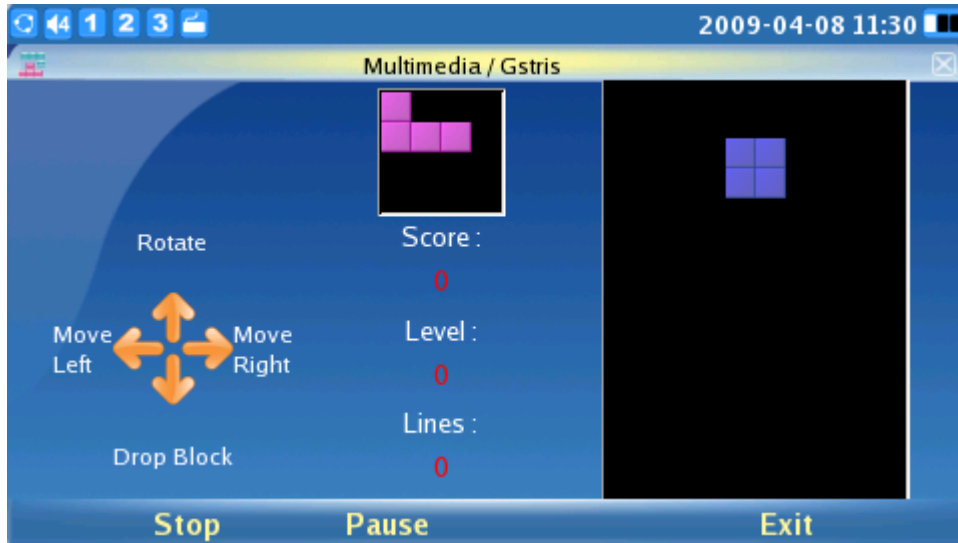 4 1 2 3 2009-04-08 11:30
Multimedia / Gstris
Rotate
Move Left
Move Right
Drop Block
Score :
0
Level :
0
Lines :
0
Stop Pause Exit